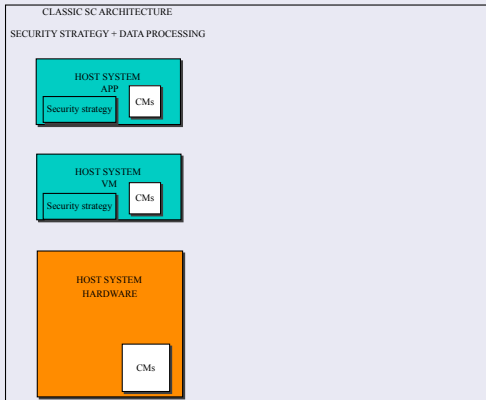 CLASSIC SC ARCHITECTURE
SECURITY STRATEGY + DATA PROCESSING
HOST SYSTEM
APP
CMs
Security strategy
HOST SYSTEM
VM
CMs
Security strategy
HOST SYSTEM
HARDWARE
CMs